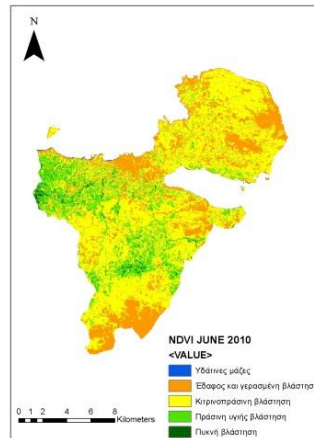 N
NDVI JUNE 2010
<VALUE>
Υδάτινες μάζες
Έδαφος και γερασμένη βλάστηση
Κιτρινοπράσινη βλάστηση
Πράσινη υγιής βλάστηση
Πυκνή βλάστηση
0 1 2 4 6 8
Kilometers